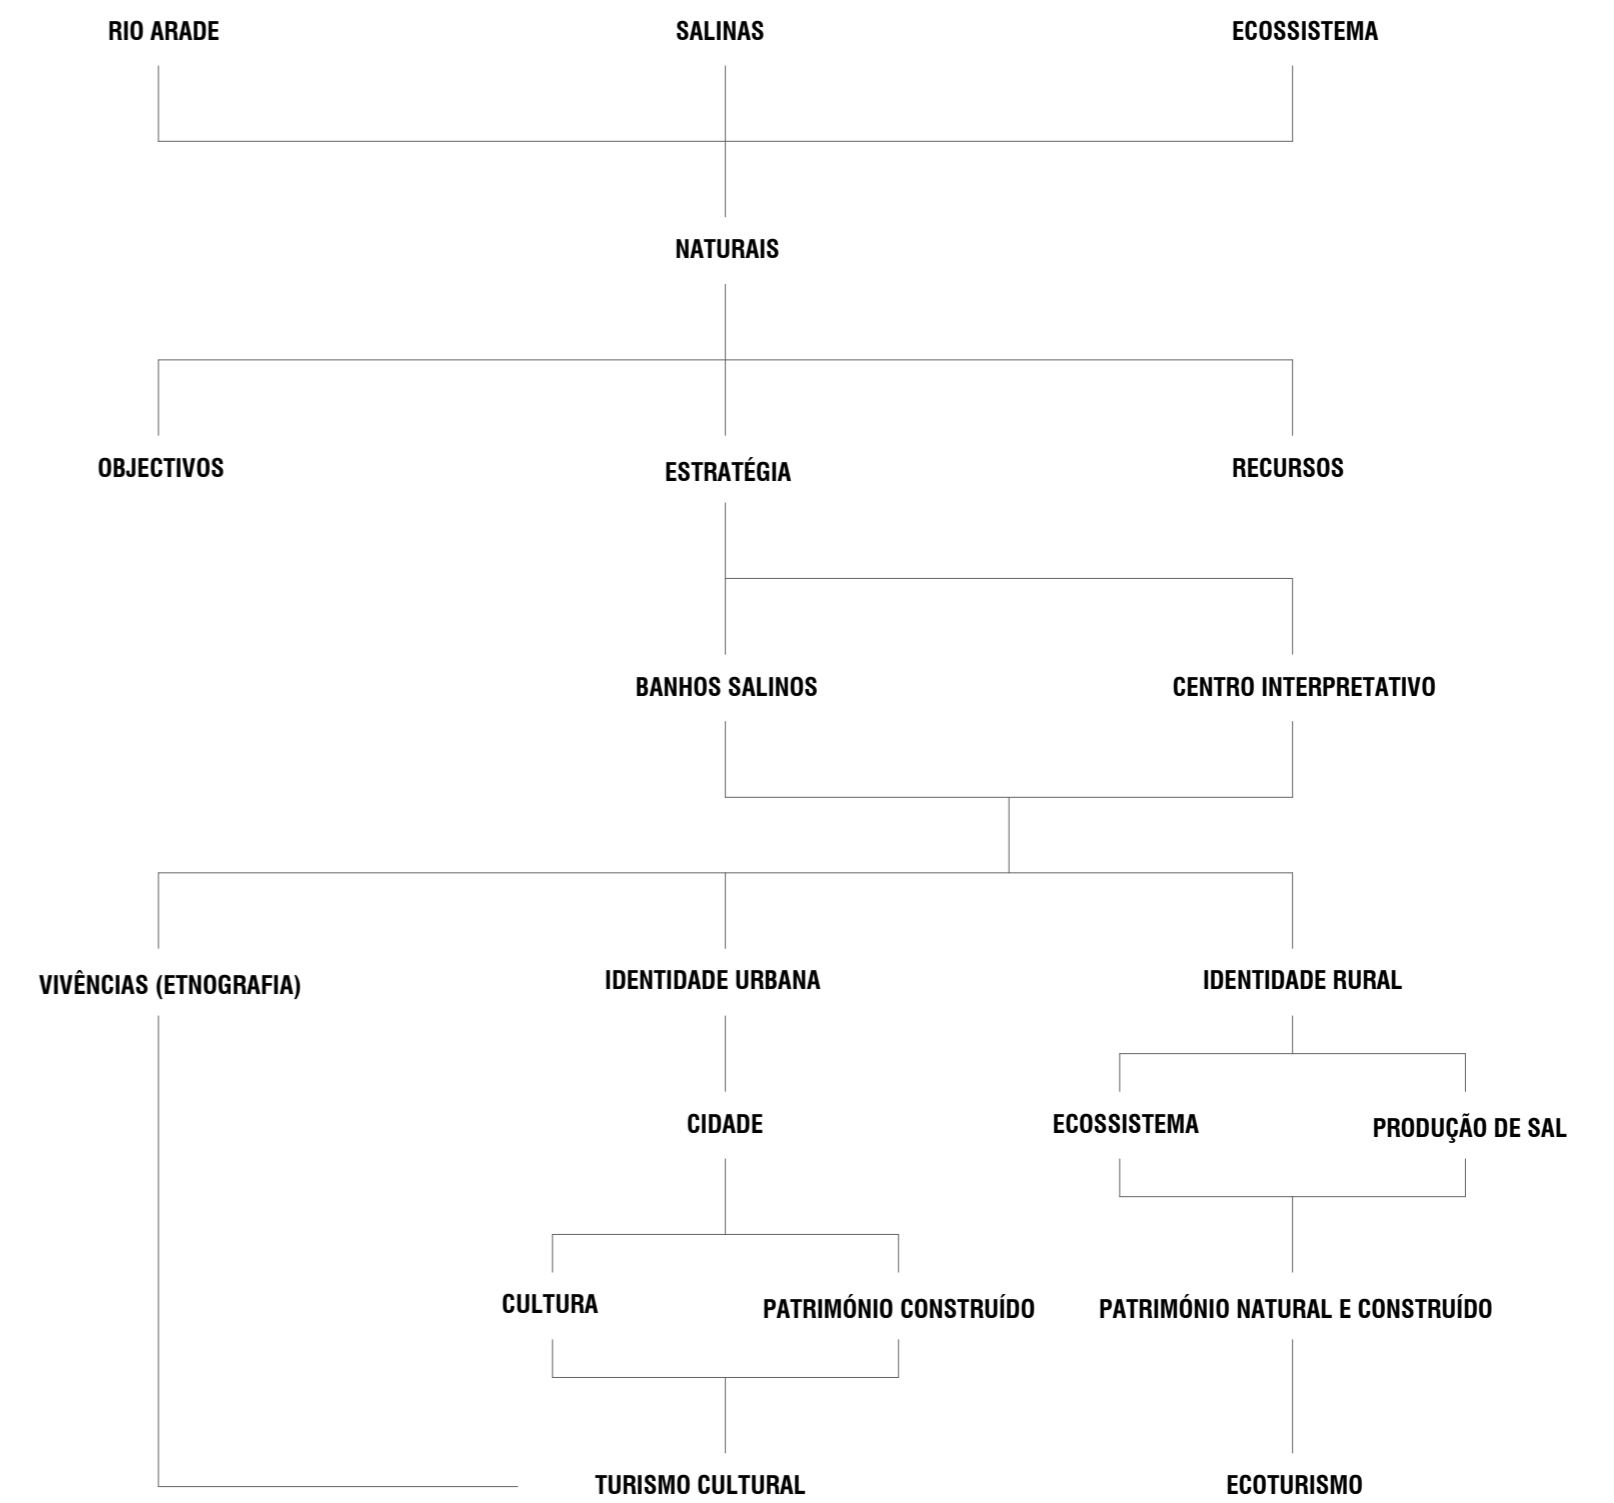 RIO ARADE
SALINAS
ECOSSISTEMA
NATURAIS
OBJECTIVOS
ESTRATÉGIA
RECURSOS
BANHOS SALINOS
CENTRO INTERPRETATIVO
VIVÊNCIAS (ETNOGRAFIA)
IDENTIDADE URBANA
IDENTIDADE RURAL
CIDADE
ECOSSISTEMA
PRODUÇÃO DE SAL
CULTURA
PATRIMÓNIO CONSTRUÍDO
PATRIMÓNIO NATURAL E CONSTRUÍDO
TURISMO CULTURAL
ECOTURISMO